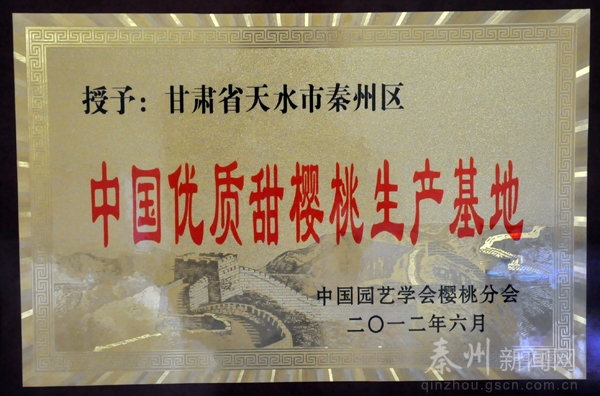 授予：甘肃省天水市秦州区
中国优质甜樱桃生产基地
中国园艺学会樱桃分会
二〇一二年六月
秦州新闻网
qinzhou.gscn.com.cn